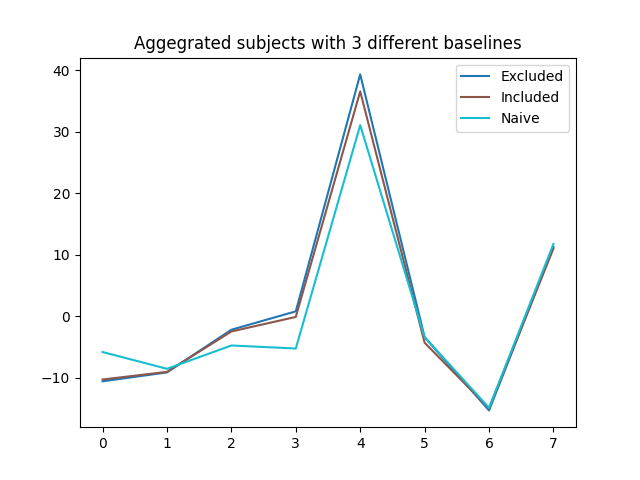 Aggegrated subjects with 3 different baselines
40
30
20
10
0
−10
0 1 2 3 4 5 6 7
Excluded
Included
Naive